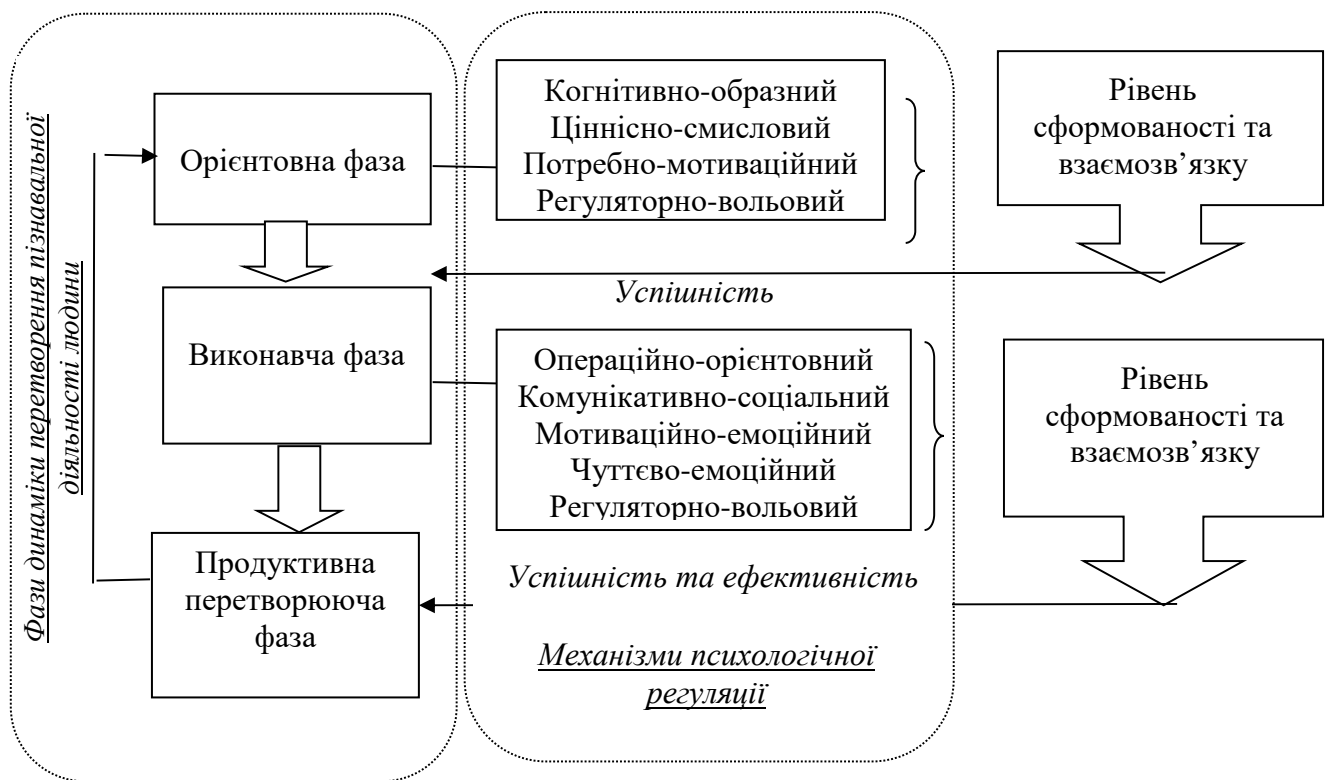 Фази динаміки перетворення пізнавальної
діяльності людини
Орієнтовна фаза
Когнітивно-образний
Ціннісно-смисловий
Потребно-мотиваційний
Регуляторно-вольовий
Рівень
сформованості та
взаємозв’язку
Успішність
Виконавча фаза
Операційно-орієнтовний
Комунікативно-соціальний
Мотиваційно-емоційний
Чуттєво-емоційний
Регуляторно-вольовий
Рівень
сформованості та
взаємозв’язку
Продуктивна
перетворююча
фаза
Успішність та ефективність
Механізми психологічної
регуляції